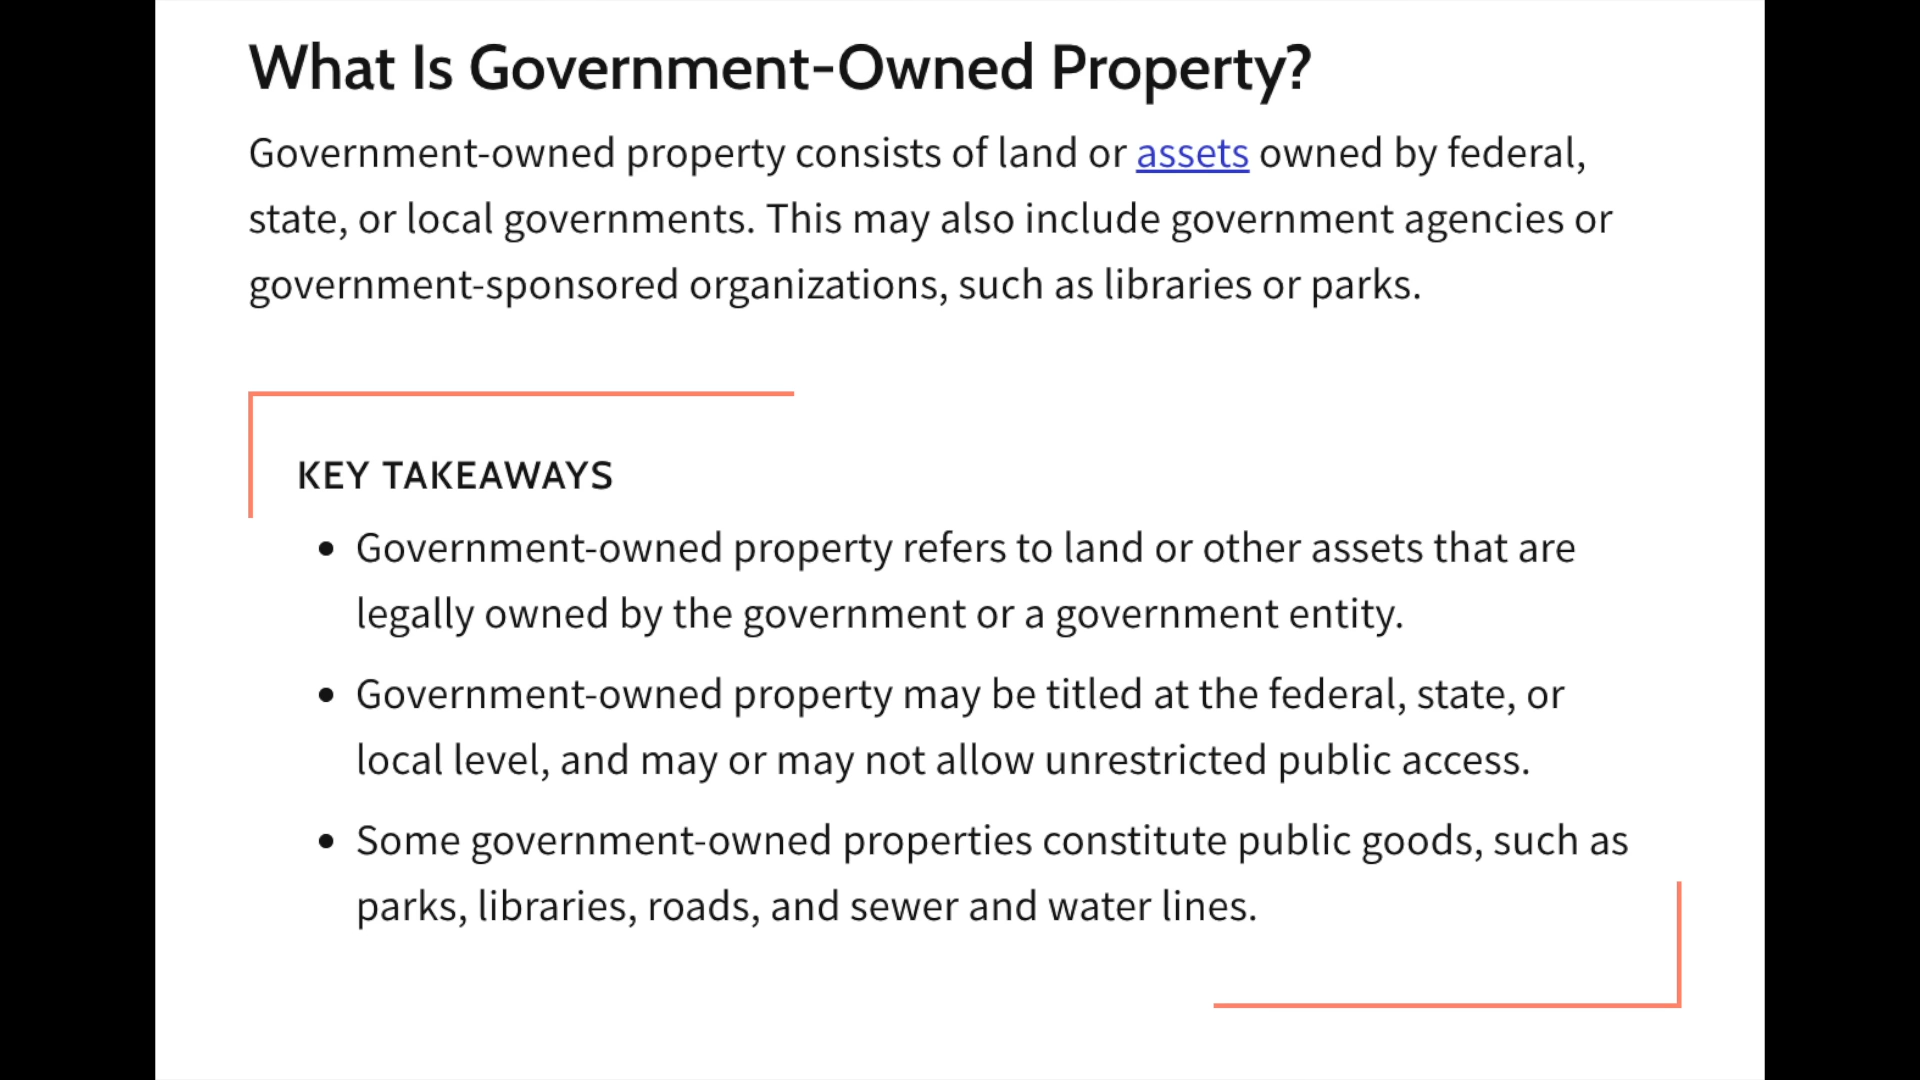 What Is Government-Owned Property?
Government-owned property consists of land or assets owned by federal,
state, or local governments. This may also include government agencies or
government-sponsored organizations, such as libraries or parks.
KEY TAKEAWAYS
• Government-owned property refers to land or other assets that are
legally owned by the government or a government entity.
• Government-owned property may be titled at the federal, state, or
local level, and may or may not allow unrestricted public access.
• Some government-owned properties constitute public goods, such as
parks, libraries, roads, and sewer and water lines.